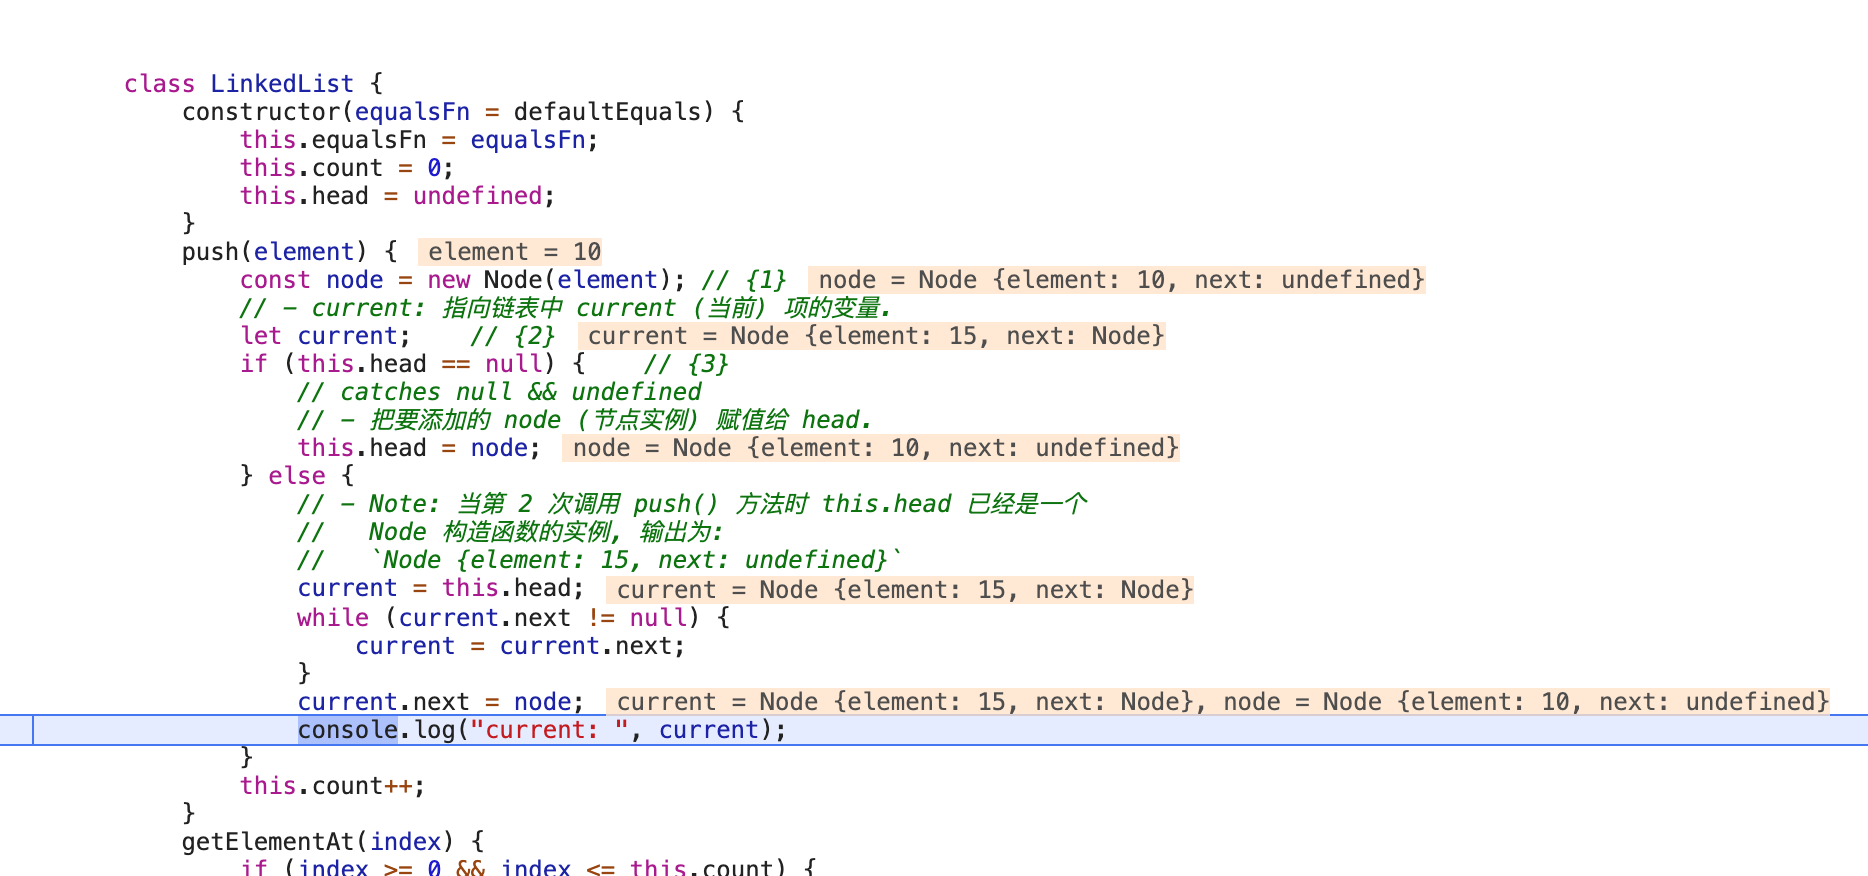 class LinkedList {
    constructor(equalsFn = defaultEquals) {
        this.equalsFn = equalsFn;
        this.count = 0;
        this.head = undefined;
    }
    push(element) {  element = 10
        const node = new Node(element); // {1}  node = Node {element: 10, next: undefined}
        // - current: 指向链表中 current (当前) 项的变量.
        let current;    // {2}  current = Node {element: 15, next: Node}
        if (this.head == null) {    // {3}
            // catches null && undefined
            // - 把要添加的 node (节点实例) 赋值给 head.
            this.head = node;  node = Node {element: 10, next: undefined}
        } else {
            // - Note: 当第 2 次调用 push() 方法时 this.head 已经是一个
            //   Node 构造函数的实例, 输出为:
            //   `Node {element: 15, next: undefined}`
            current = this.head;  current = Node {element: 15, next: Node}
            while (current.next != null) {
                current = current.next;
            }
            current.next = node;  current = Node {element: 15, next: Node}, node = Node {element: 10, next: undefined}
            console.log("current: ", current);
        }
        this.count++;
    }
    getElementAt(index) {
        if (index >= 0 && index <= this.count) {